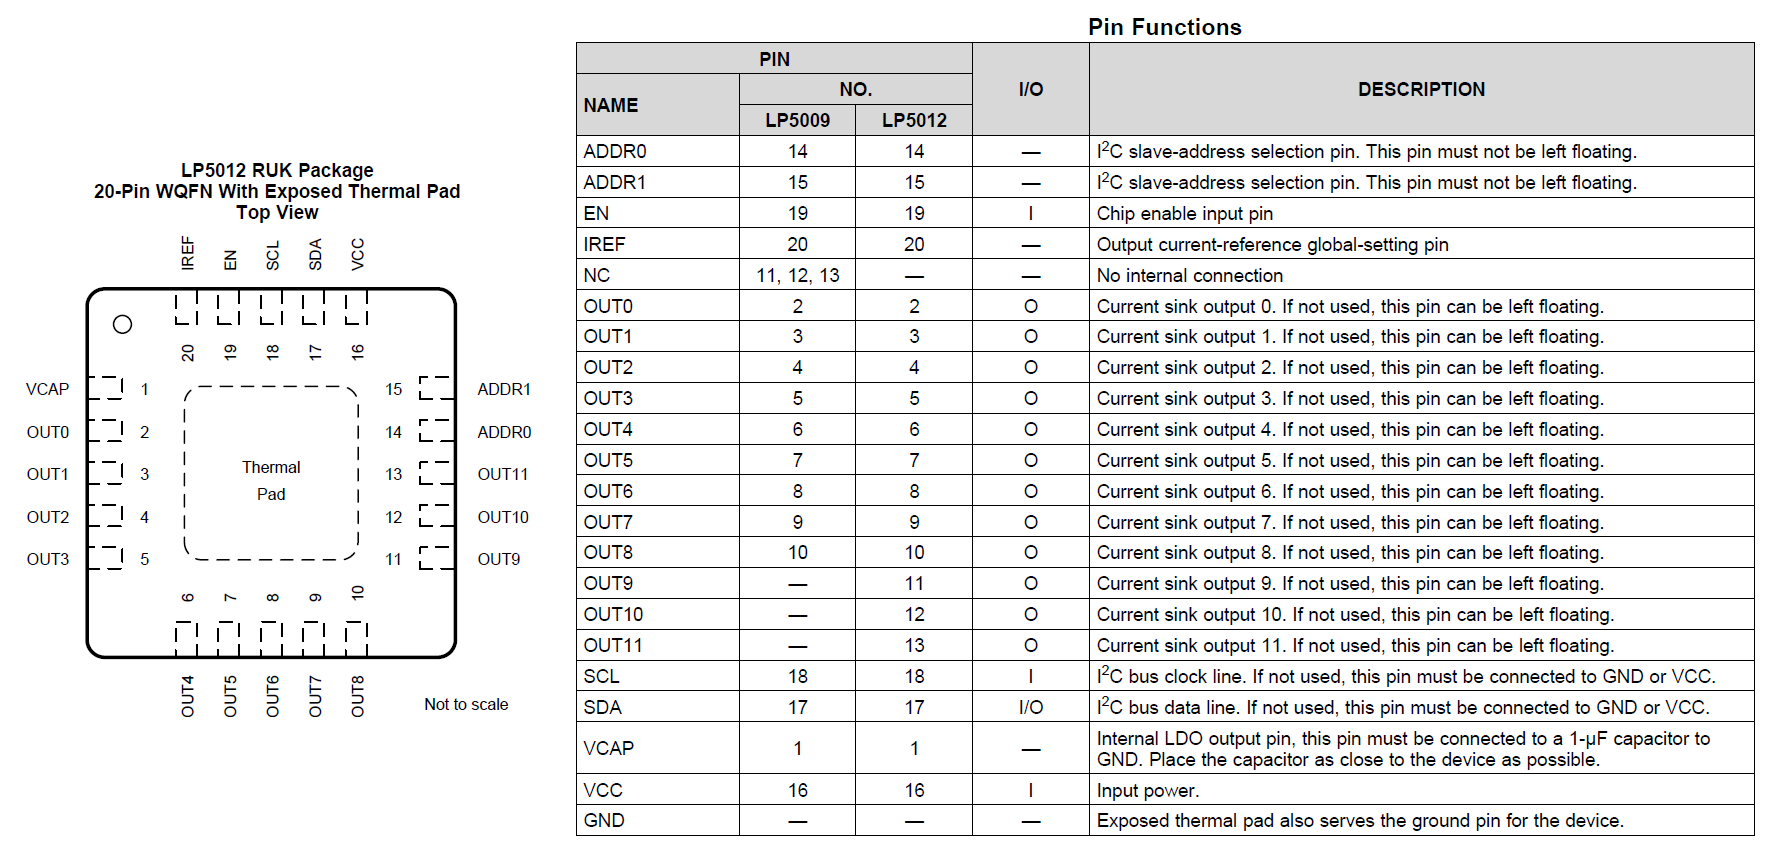 LP5012 RUK Package
20-Pin WQFN With Exposed Thermal Pad
Top View
IREF
EN
SCL
SDA
VCC
20
19
18
17
16
VCAP 1 15 ADDR1
OUT0 2 14 ADDR0
OUT1 3 13 OUT11
OUT2 4 12 OUT10
OUT3 5 11 OUT9
Thermal
Pad
6
7
8
9
10
OUT4
OUT5
OUT6
OUT7
OUT8
Not to scale
Pin Functions
PIN I/O DESCRIPTION
NAME NO.
LP5009 LP5012
ADDR0 14 14 — I2C slave-address selection pin. This pin must not be left floating.
ADDR1 15 15 — I2C slave-address selection pin. This pin must not be left floating.
EN 19 19 I Chip enable input pin
IREF 20 20 — Output current-reference global-setting pin
NC 11, 12, 13 — — No internal connection
OUT0 2 2 O Current sink output 0. If not used, this pin can be left floating.
OUT1 3 3 O Current sink output 1. If not used, this pin can be left floating.
OUT2 4 4 O Current sink output 2. If not used, this pin can be left floating.
OUT3 5 5 O Current sink output 3. If not used, this pin can be left floating.
OUT4 6 6 O Current sink output 4. If not used, this pin can be left floating.
OUT5 7 7 O Current sink output 5. If not used, this pin can be left floating.
OUT6 8 8 O Current sink output 6. If not used, this pin can be left floating.
OUT7 9 9 O Current sink output 7. If not used, this pin can be left floating.
OUT8 10 10 O Current sink output 8. If not used, this pin can be left floating.
OUT9 — 11 O Current sink output 9. If not used, this pin can be left floating.
OUT10 — 12 O Current sink output 10. If not used, this pin can be left floating.
OUT11 — 13 O Current sink output 11. If not used, this pin can be left floating.
SCL 18 18 I I2C bus clock line. If not used, this pin must be connected to GND or VCC.
SDA 17 17 I/O I2C bus data line. If not used, this pin must be connected to GND or VCC.
VCAP 1 1 — Internal LDO output pin, this pin must be connected to a 1-µF capacitor to
GND. Place the capacitor as close to the device as possible.
VCC 16 16 I Input power.
GND — — — Exposed thermal pad also serves the ground pin for the device.